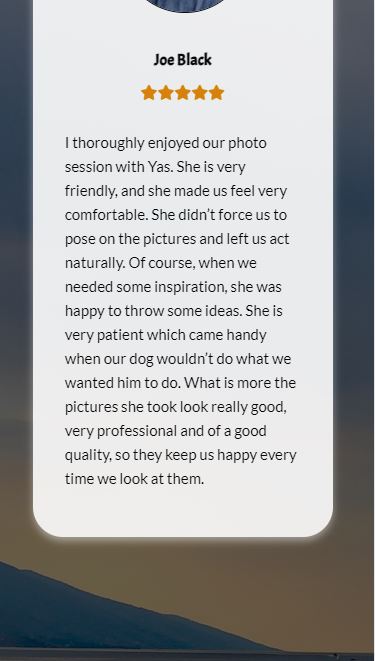 Joe Black
I thoroughly enjoyed our photo
session with Yas. She is very
friendly, and she made us feel very
comfortable. She didn't force us to
pose on the pictures and left us act
naturally. Of course, when we
needed some inspiration, she was
happy to throw some ideas. She is
very patient which came handy
when our dog wouldn't do what we
wanted him to do. What is more the
pictures she took look really good,
very professional and of a good
quality, so they keep us happy every
time we look at them.